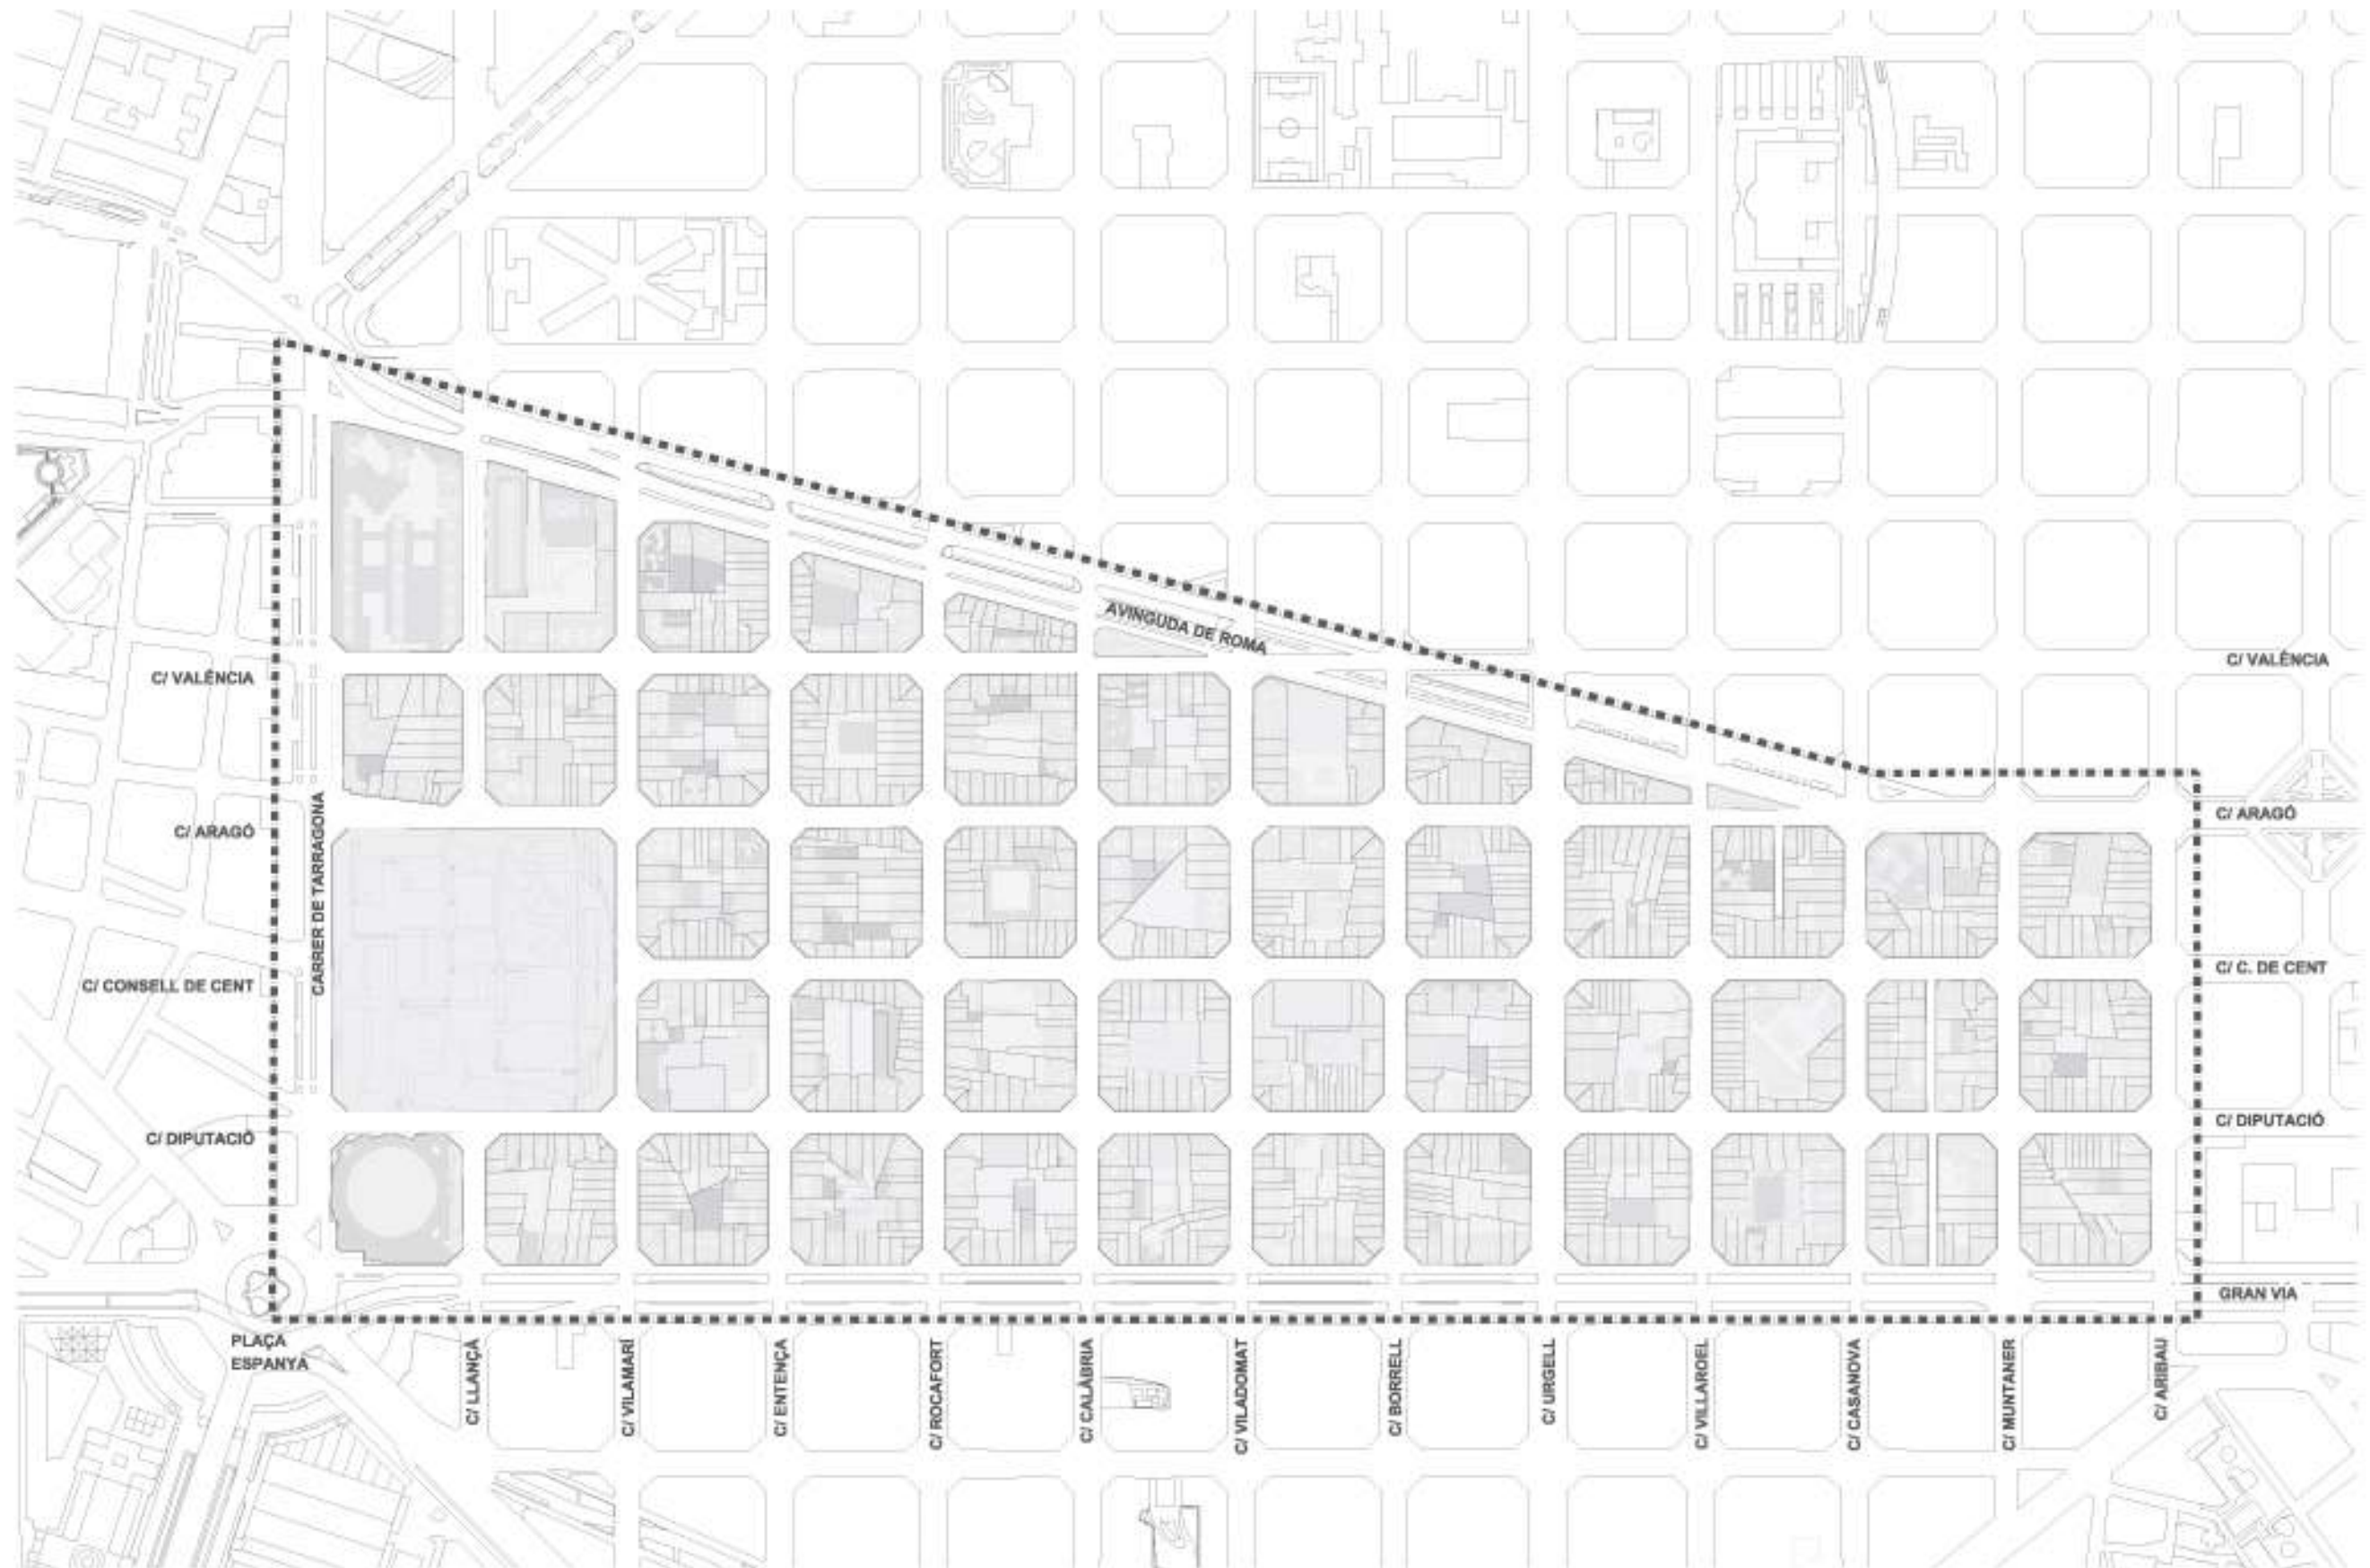 AVINGUDA DE ROMA
C/ VALÈNCIA
C/ VALÈNCIA
C/ ARAGÓ
C/ ARAGÓ
CARRER DE TARRAGONA
C/ CONSELL DE CENT
C/ C. DE CENT
C/ DIPUTACIÓ
C/ DIPUTACIÓ
GRAN VIA
PLAÇA
ESPANYA
C/ LLANÇÀ
C/ VILAMARÍ
C/ ENTENÇA
C/ ROCAFORT
C/ CALÀBRIA
C/ VILADOMAT
C/ BORRELL
C/ URGELL
C/ VILLAROEL
C/ CASANOVA
C/ MUNTANER
C/ ARIBAU